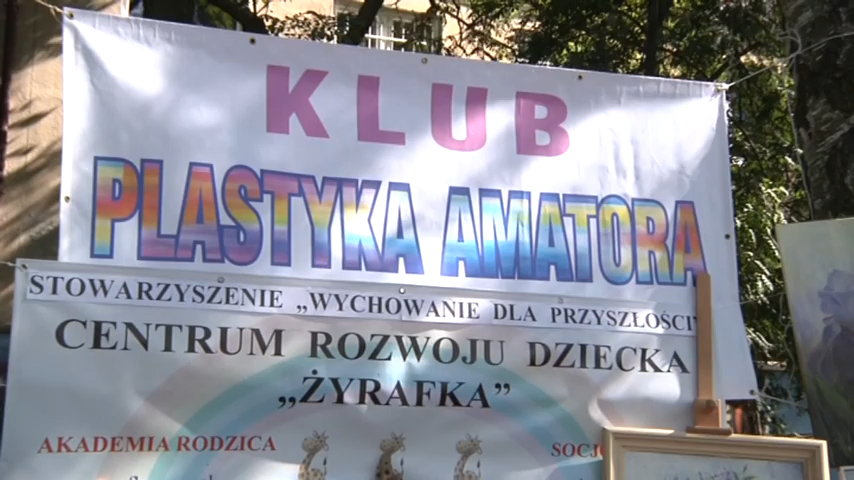 KLUB
PLASTYKA AMATORA
STOWARZYSZENIE „WYCHOWANIE DLA PRZYSZŁOŚCI”
CENTRUM ROZWOJU DZIECKA
„ŻYRAFKA”
AKADEMIA RODZICA